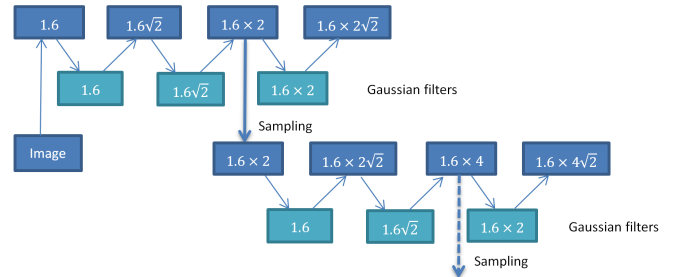 1.6 1.6√2 1.6 × 2 1.6 × 2√2
1.6 1.6√2 1.6 × 2 Gaussian filters
Sampling
Image 1.6 × 2 1.6 × 2√2 1.6 × 4 1.6 × 4√2
1.6 1.6√2 1.6 × 2 Gaussian filters
Sampling